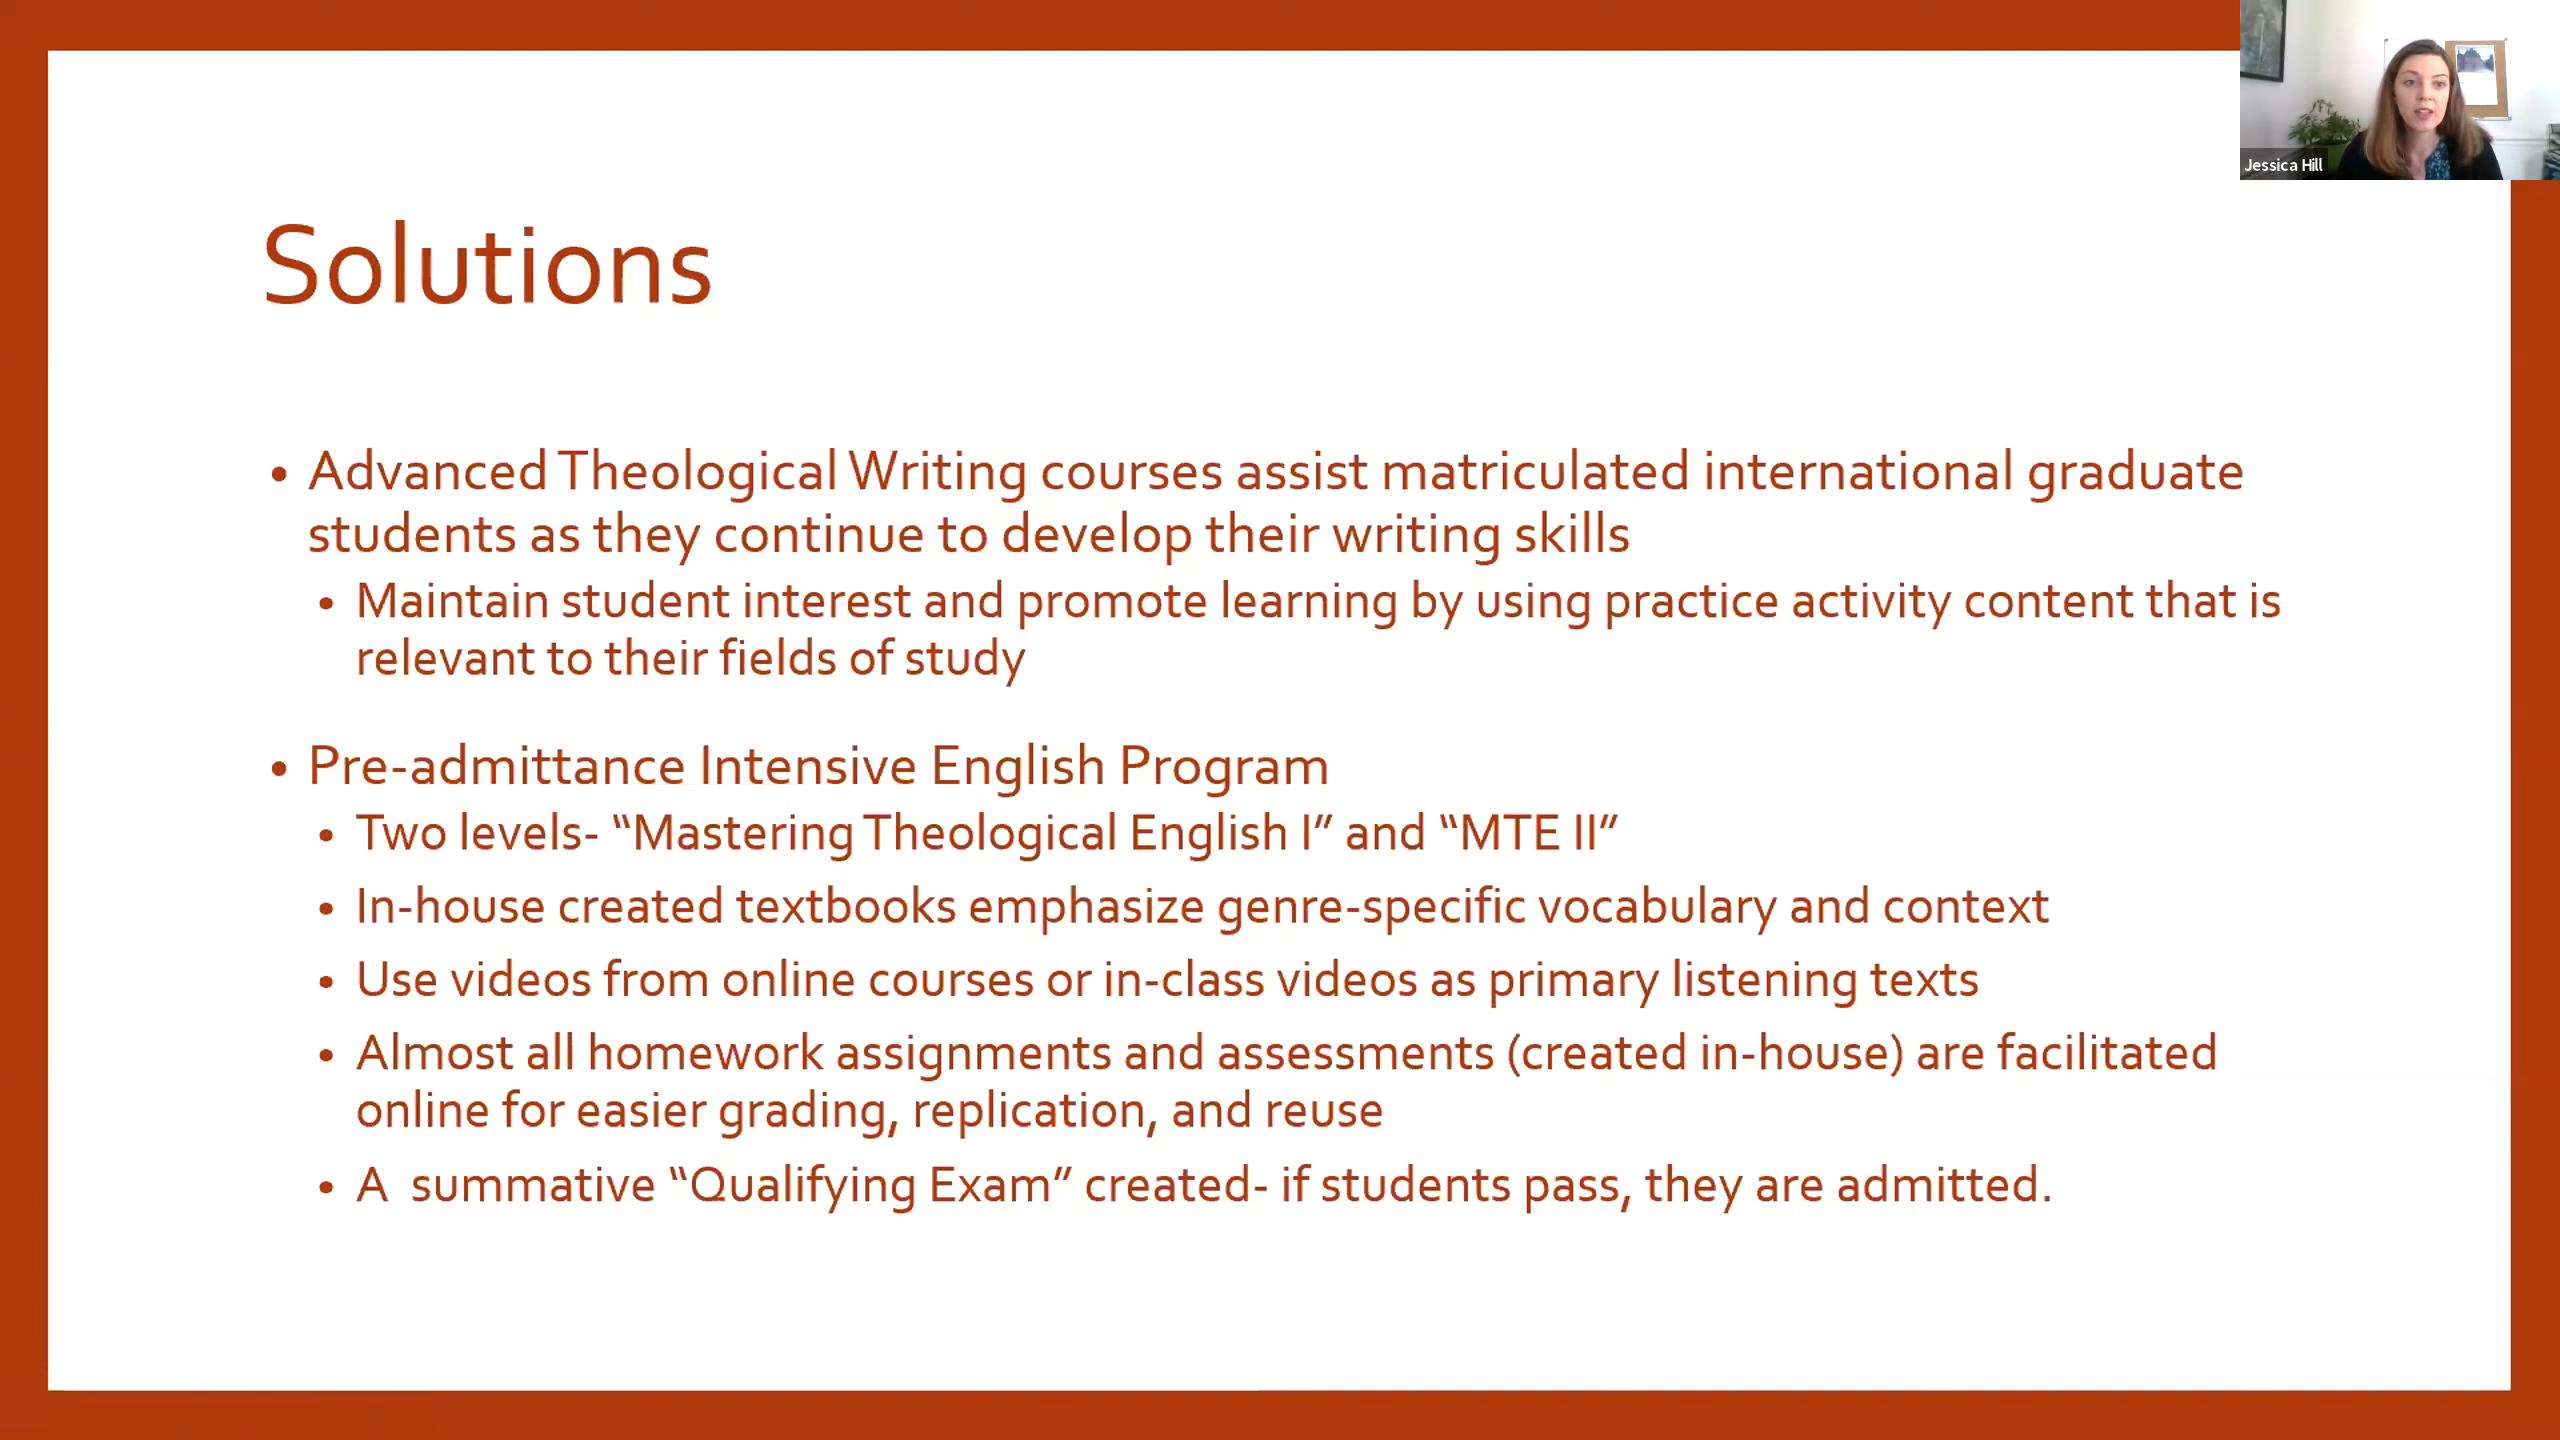 Jessica Hill
Solutions
• Advanced Theological Writing courses assist matriculated international graduate
students as they continue to develop their writing skills
• Maintain student interest and promote learning by using practice activity content that is
relevant to their fields of study
• Pre-admittance Intensive English Program
• Two levels- “Mastering Theological English I” and “MTE II”
• In-house created textbooks emphasize genre-specific vocabulary and context
• Use videos from online courses or in-class videos as primary listening texts
• Almost all homework assignments and assessments (created in-house) are facilitated
online for easier grading, replication, and reuse
• A  summative “Qualifying Exam” created- if students pass, they are admitted.